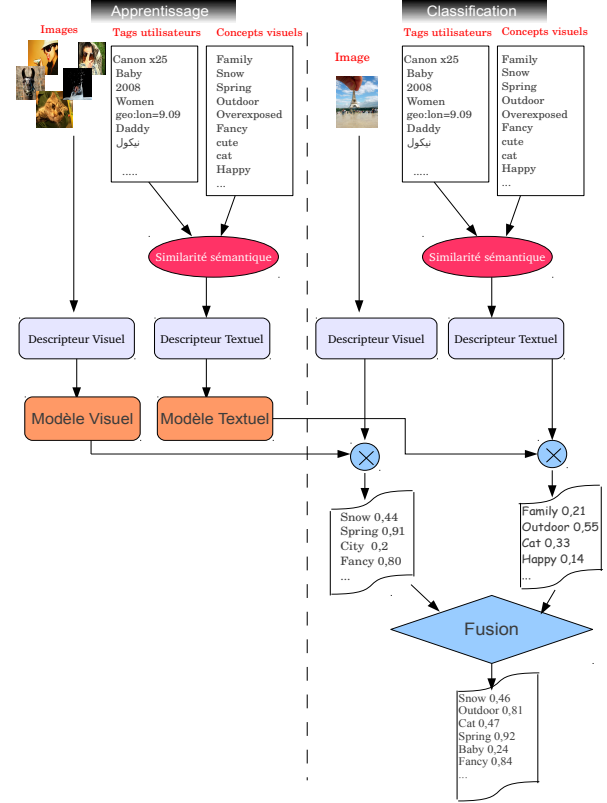 Apprentissage
Images
Tags utilisateurs
Concepts visuels
Canon x25
Baby
2008
Women
geo:lon=9.09
Daddy
نيكول
.....
Family
Snow
Spring
Outdoor
Overexposed
Fancy
cute
cat
Happy
...
Similarité sémantique
Descripteur Visuel
Descripteur Textuel
Modèle Visuel
Modèle Textuel
Classification
Image
Tags utilisateurs
Concepts visuels
Canon x25
Baby
2008
Women
geo:lon=9.09
Daddy
نيكول
.....
Family
Snow
Spring
Outdoor
Overexposed
Fancy
cute
cat
Happy
...
Similarité sémantique
Descripteur Visuel
Descripteur Textuel
Snow 0,44
Spring 0,91
City 0,2
Fancy 0,80
...
Family 0,21
Outdoor 0,55
Cat 0,33
Happy 0,14
...
Fusion
Snow 0,46
Outdoor 0,81
Cat 0,47
Spring 0,92
Baby 0,24
Fancy 0,84
...